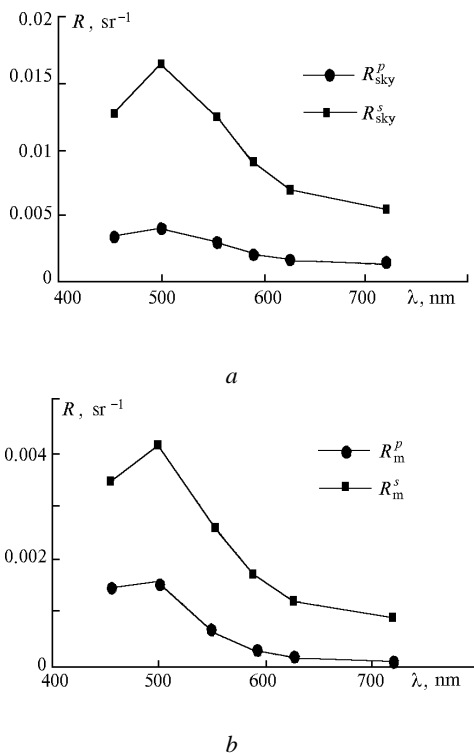 R, sr⁻¹
0.02
0.015
0.01
0.005
0
R^p_sky
R^s_sky
400 500 600 700 λ, nm
a
R, sr⁻¹
0.004
0.002
0
R^p_m
R^s_m
400 500 600 700 λ, nm
b